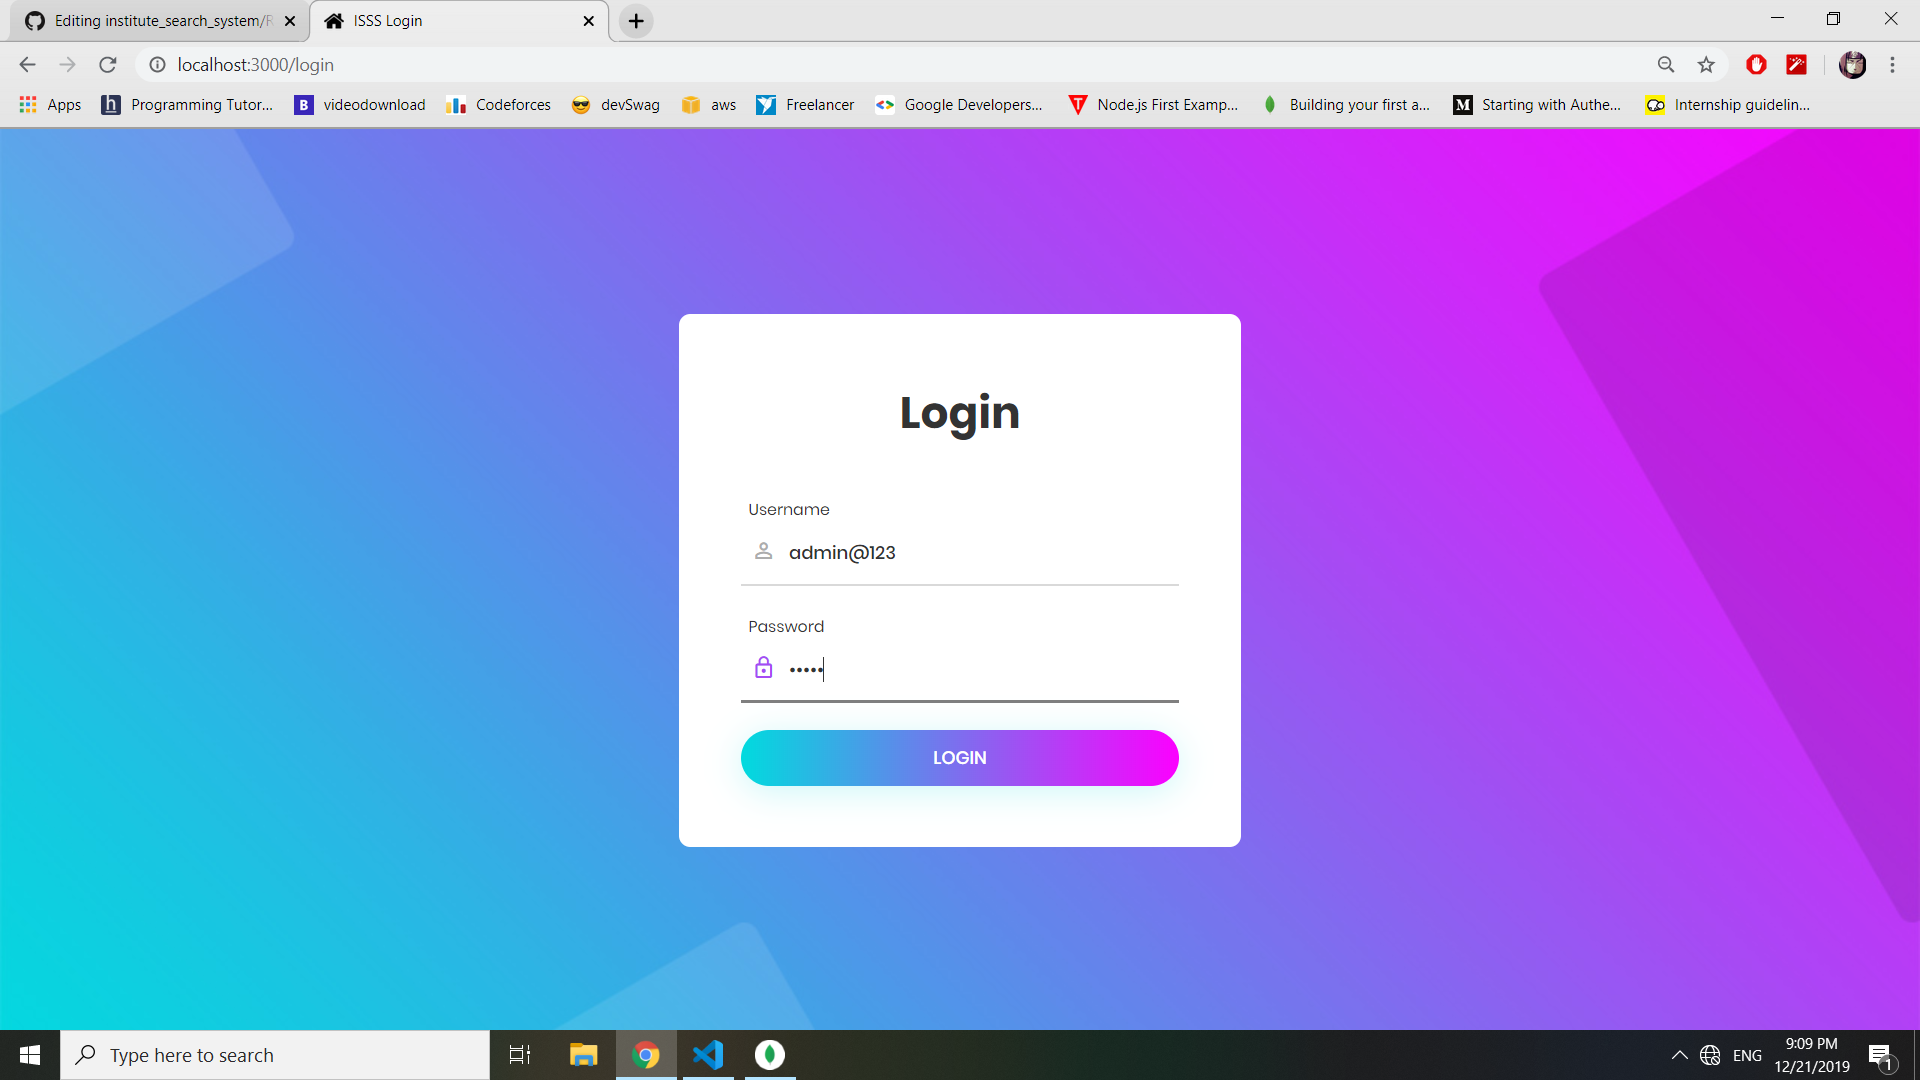 Editing institute_search_system/R
ISSS Login
localhost:3000/login
Apps
Programming Tutor...
B
videodownload
Codeforces
devSwag
aws
Freelancer
Google Developers...
Node.js First Examp...
Building your first a...
M
Starting with Authe...
Internship guidelin...
Login
Username
admin@123
Password
•••••
LOGIN
Type here to search
ENG
9:09 PM
12/21/2019
1